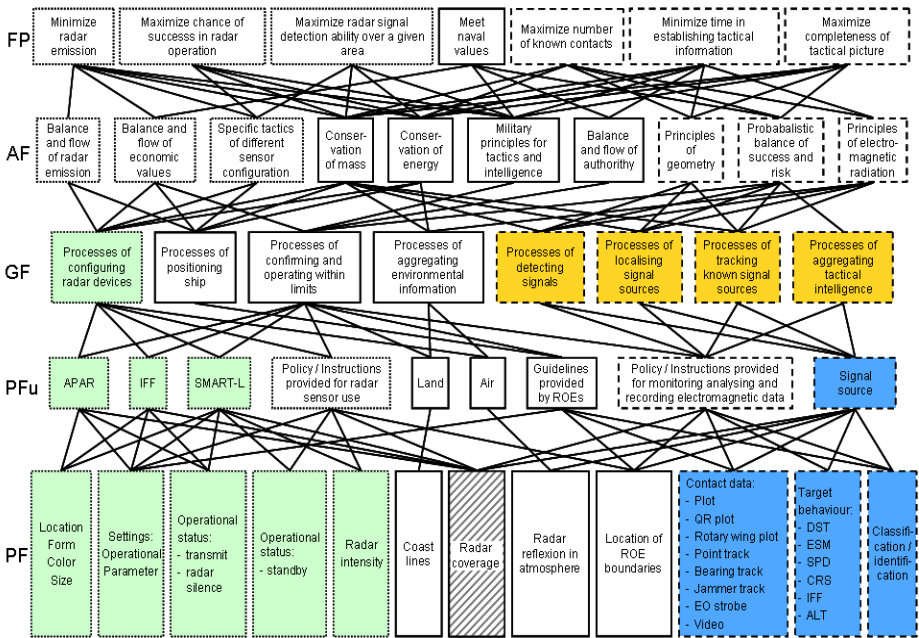 FP
Minimize
radar
emission
Maximize chance of
successs in radar
operation
Maximize radar signal
detection ability over a given
area
Meet
naval
values
Maximize number
of known contacts
Minimize time in
establishing tactical
information
Maximize
completeness of
tactical picture
AF
Balance
and flow
of radar
emission
Balance and
flow of
economic
values
Specific tactics
of different
sensor
configuration
Conser-
vation
of mass
Conser-
vation of
energy
Military
principles for
tactics and
intelligence
Balance
and flow of
authorithy
Principles
of
geometry
Probabalistic
balance of
success and
risk
Principles
of electro-
magnetic
radiation
GF
Processes of
configuring
radar devices
Processes of
positioning
ship
Processes of
confirming and
operating within
limits
Processes of
aggregating
environmental
information
Processes of
detecting
signals
Processes of
localising
signal
sources
Processes of
tracking
known signal
sources
Processes of
aggregating
tactical
intelligence
PFu
APAR
IFF
SMART-L
Policy / Instructions
provided for radar
sensor use
Land
Air
Guidelines
provided
by ROEs
Policy / Instructions provided
for monitoring analysing and
recording electromagnetic data
Signal
source
PF
Location
Form
Color
Size
Settings:
Operational
Parameter
Operational
status:
- transmit
- radar
silence
Operational
status:
- standby
Radar
intensity
Coast
lines
Radar
coverage
Radar
reflexion in
atmosphere
Location of
ROE
boundaries
Contact data:
- Plot
- QR plot
- Rotary wing plot
- Point track
- Bearing track
- Jammer track
- EO strobe
- Video
Target
behaviour:
- DST
- ESM
- SPD
- CRS
- IFF
- ALT
Classifi-
cation /
identifi-
cation